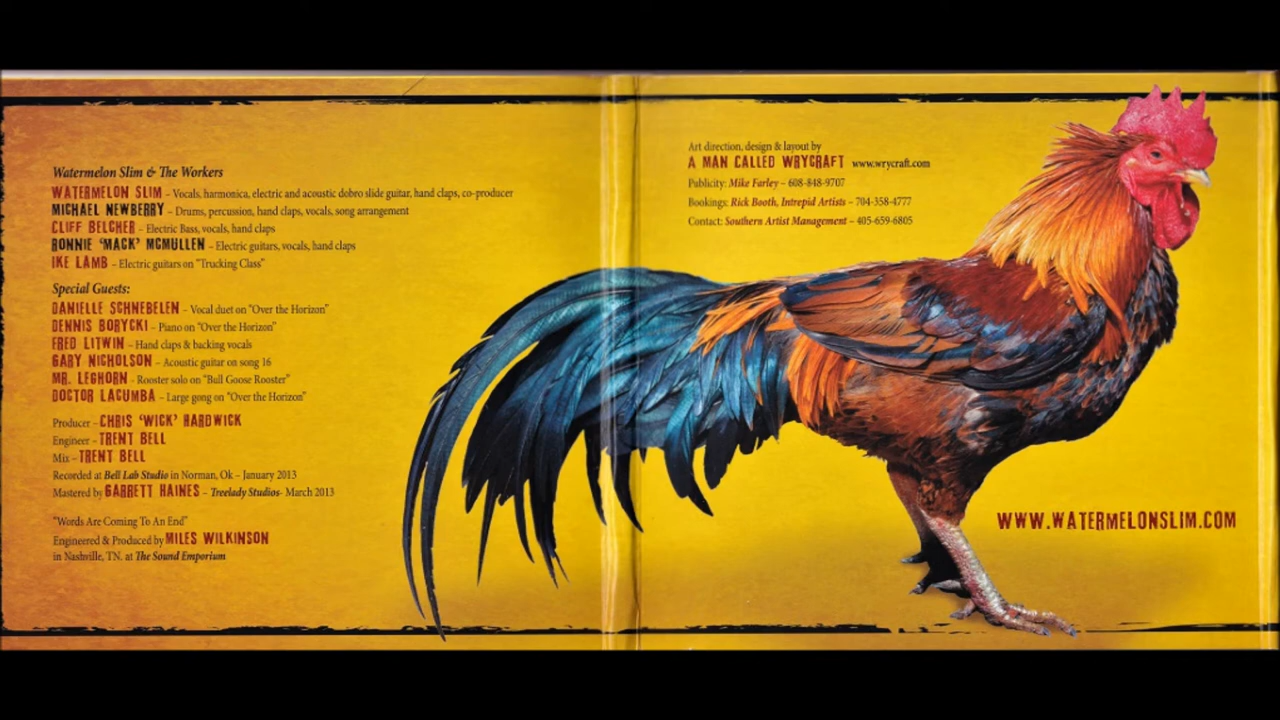 Watermelon Slim & The Workers
WATERMELON SLIM – Vocals, harmonica, electric and acoustic dobro slide guitar, hand claps, co-producer
MICHAEL NEWBERRY – Drums, percussion, hand claps, vocals, song arrangement
CLIFF BELCHER – Electric Bass, vocals, hand claps
RONNIE ‘MACK’ MCMULLEN – Electric guitars, vocals, hand claps
IKE LAMB – Electric guitars on “Trucking Class”
Special Guests:
DANIELLE SCHNEBELEN – Vocal duet on “Over the Horizon”
DENNIS BORYCKI – Piano on “Over the Horizon”
FRED LITWIN – Hand claps & backing vocals
GARY NICHOLSON – Acoustic guitar on song 16
MR. LEGHORN – Rooster solo on “Bull Goose Rooster”
DOCTOR LACUMBA – Large gong on “Over the Horizon”
Producer – CHRIS ‘WICK’ HARDWICK
Engineer – TRENT BELL
Mix – TRENT BELL
Recorded at Bell Lab Studio in Norman, Ok – January 2013
Mastered by GARRETT HAINES – Treelady Studios- March 2013
“Words Are Coming To An End”
Engineered & Produced by MILES WILKINSON
in Nashville, TN. at The Sound Emporium
Art direction, design & layout by
A MAN CALLED WRYCRAFT www.wrycraft.com
Publicity: Mike Farley – 608-848-9707
Bookings: Rick Booth, Intrepid Artists – 704-358-4777
Contact: Southern Artist Management – 405-659-6805
WWW.WATERMELONSLIM.COM